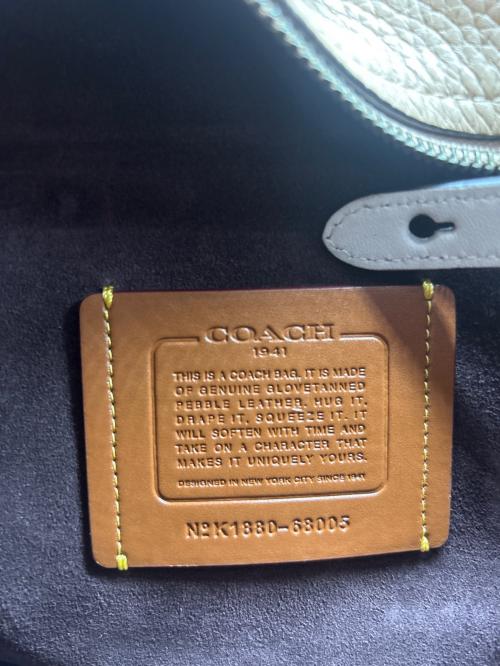 COACH
1941
THIS IS A COACH BAG. IT IS MADE
OF GENUINE GLOVETANNED
PEBBLE LEATHER. HUG IT.
DRAPE IT. SQUEEZE IT. IT
WILL SOFTEN WITH TIME AND
TAKE ON A CHARACTER THAT
MAKES IT UNIQUELY YOURS.
DESIGNED IN NEW YORK CITY SINCE 1941
NºK1880-68005